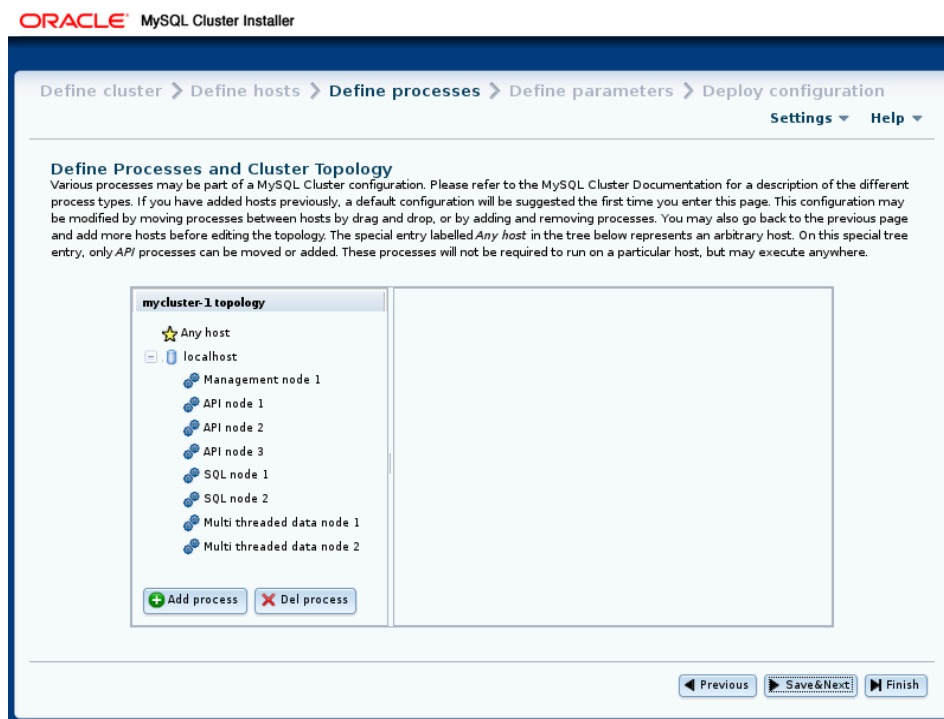 ORACLE MySQL Cluster Installer
Define cluster > Define hosts > Define processes > Define parameters > Deploy configuration
Settings Help
Define Processes and Cluster Topology
Various processes may be part of a MySQL Cluster configuration. Please refer to the MySQL Cluster Documentation for a description of the different
process types. If you have added hosts previously, a default configuration will be suggested the first time you enter this page. This configuration may
be modified by moving processes between hosts by drag and drop, or by adding and removing processes. You may also go back to the previous page
and add more hosts before editing the topology. The special entry labelled Any host in the tree below represents an arbitrary host. On this special tree
entry, only API processes can be moved or added. These processes will not be required to run on a particular host, but may execute anywhere.
mycluster-1 topology
Any host
localhost
Management node 1
API node 1
API node 2
API node 3
SQL node 1
SQL node 2
Multi threaded data node 1
Multi threaded data node 2
Add process Del process
Previous Save&Next Finish